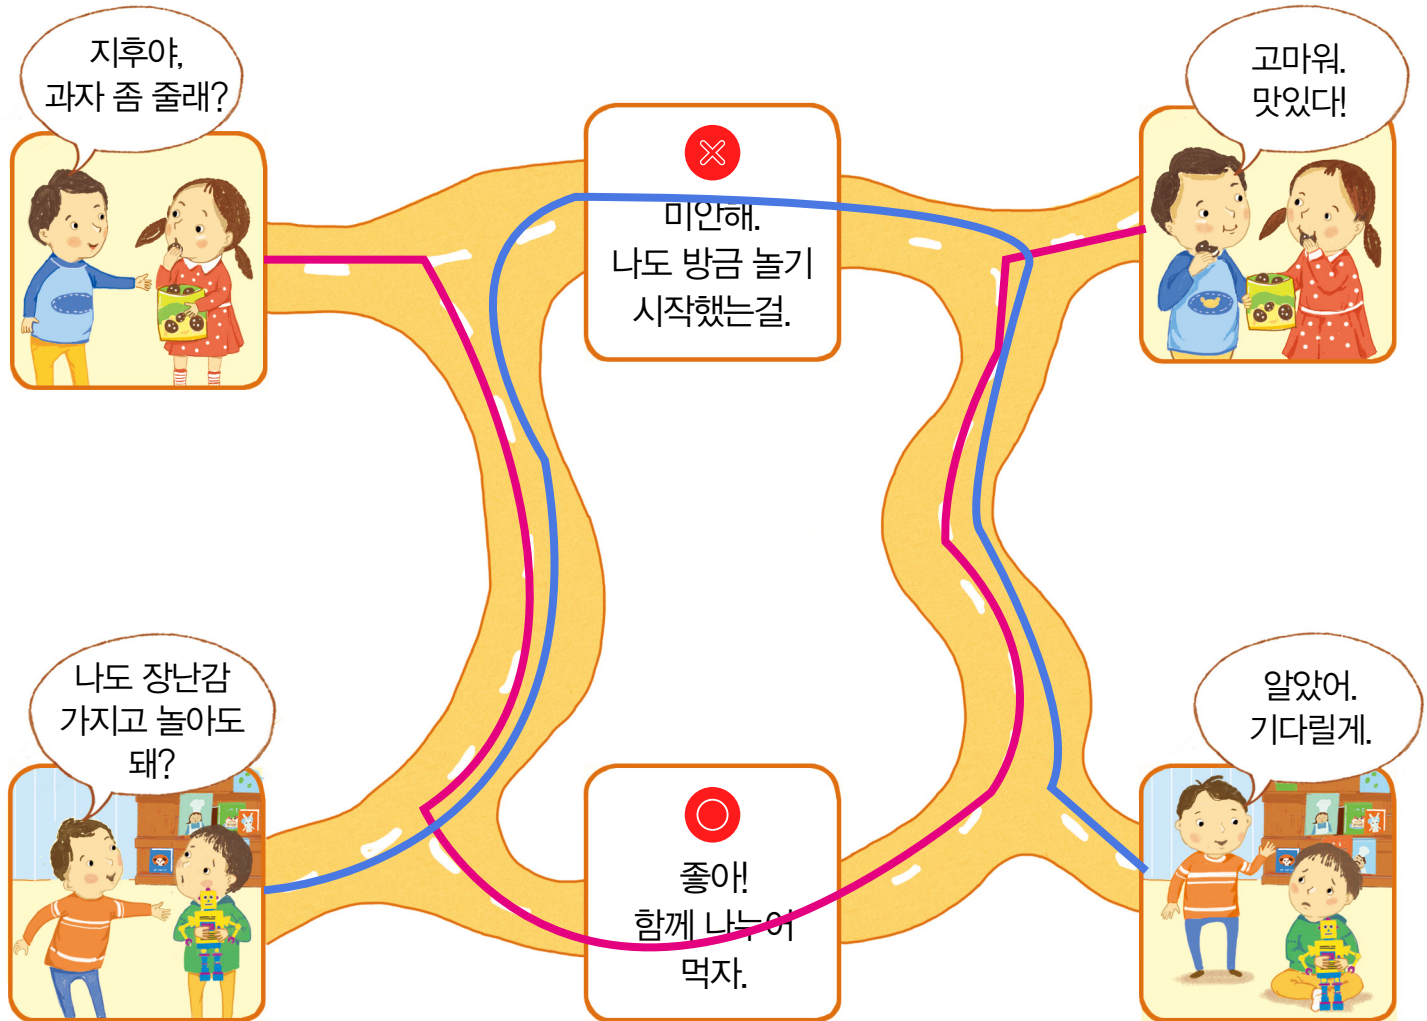 지후야,
과자 좀 줄래?
미안해.
나도 방금 놀기
시작했는걸.
고마워.
맛있다!
나도 장난감
가지고 놀아도
돼?
좋아!
함께 나누어
먹자.
알았어.
기다릴게.